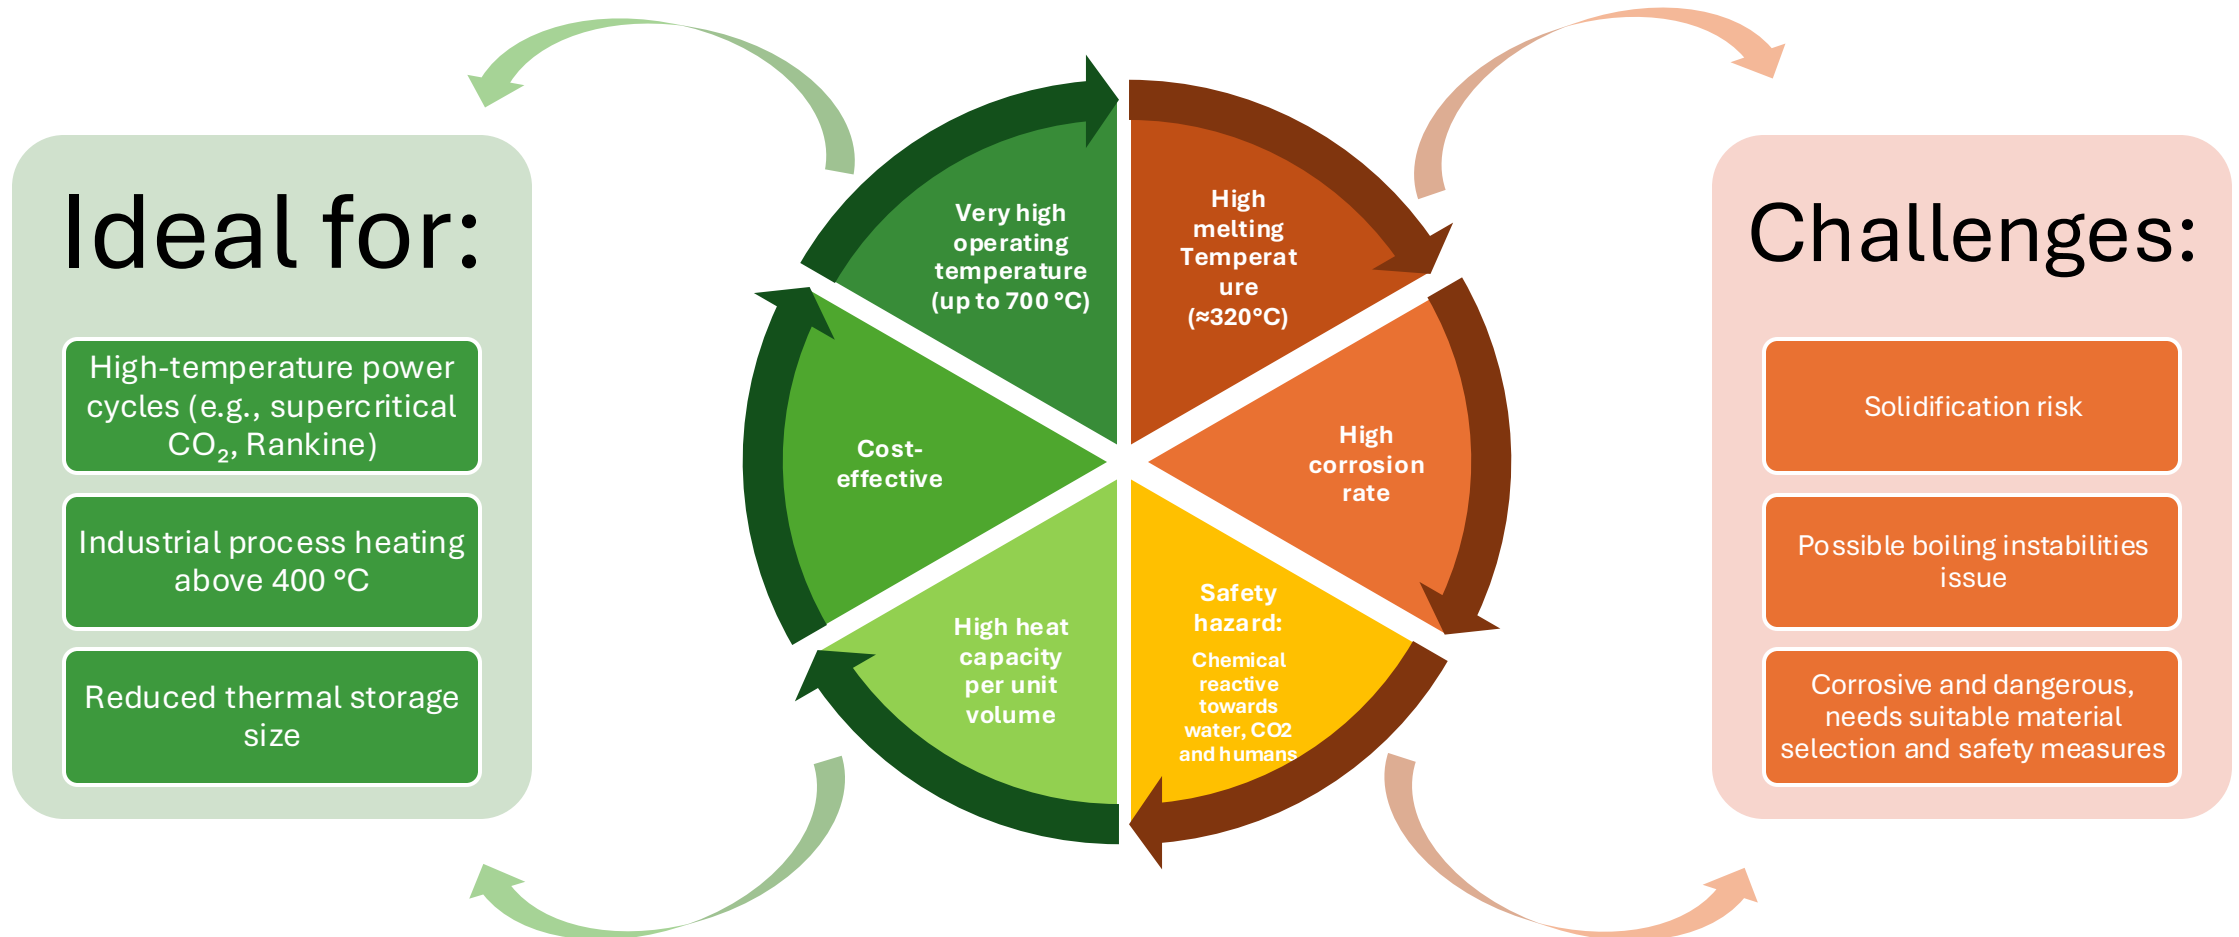 Ideal for:
High-temperature power
cycles (e.g., supercritical
CO₂, Rankine)
Industrial process heating
above 400 °C
Reduced thermal storage
size
Very high
operating
temperature
(up to 700 °C)
Cost-
effective
High heat
capacity
per unit
volume
High
melting
Temperat
ure
(≈320°C)
High
corrosion
rate
Safety
hazard:
Chemical
reactive
towards
water, CO2
and humans
Challenges:
Solidification risk
Possible boiling instabilities
issue
Corrosive and dangerous,
needs suitable material
selection and safety measures